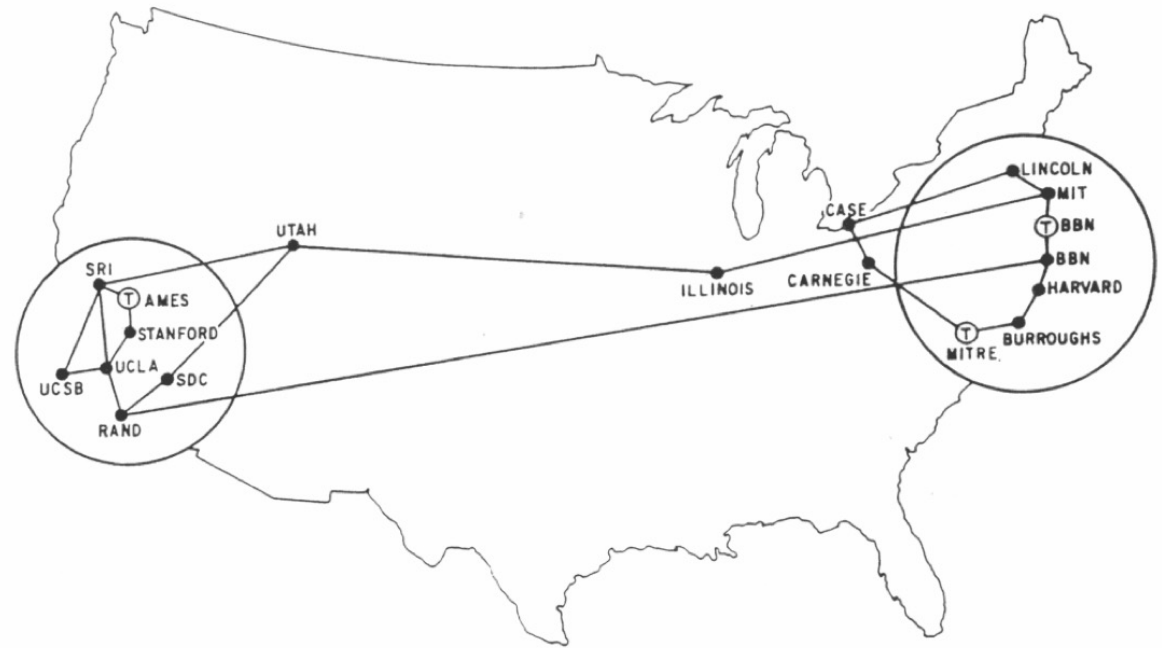 LINCOLN
MIT
CASE
T BBN
UTAH
BBN
SRI
CARNEGIE
ILLINOIS
HARVARD
T AMES
STANFORD
T
BURROUGHS
MITRE.
UCLA
SDC
UCSB
RAND